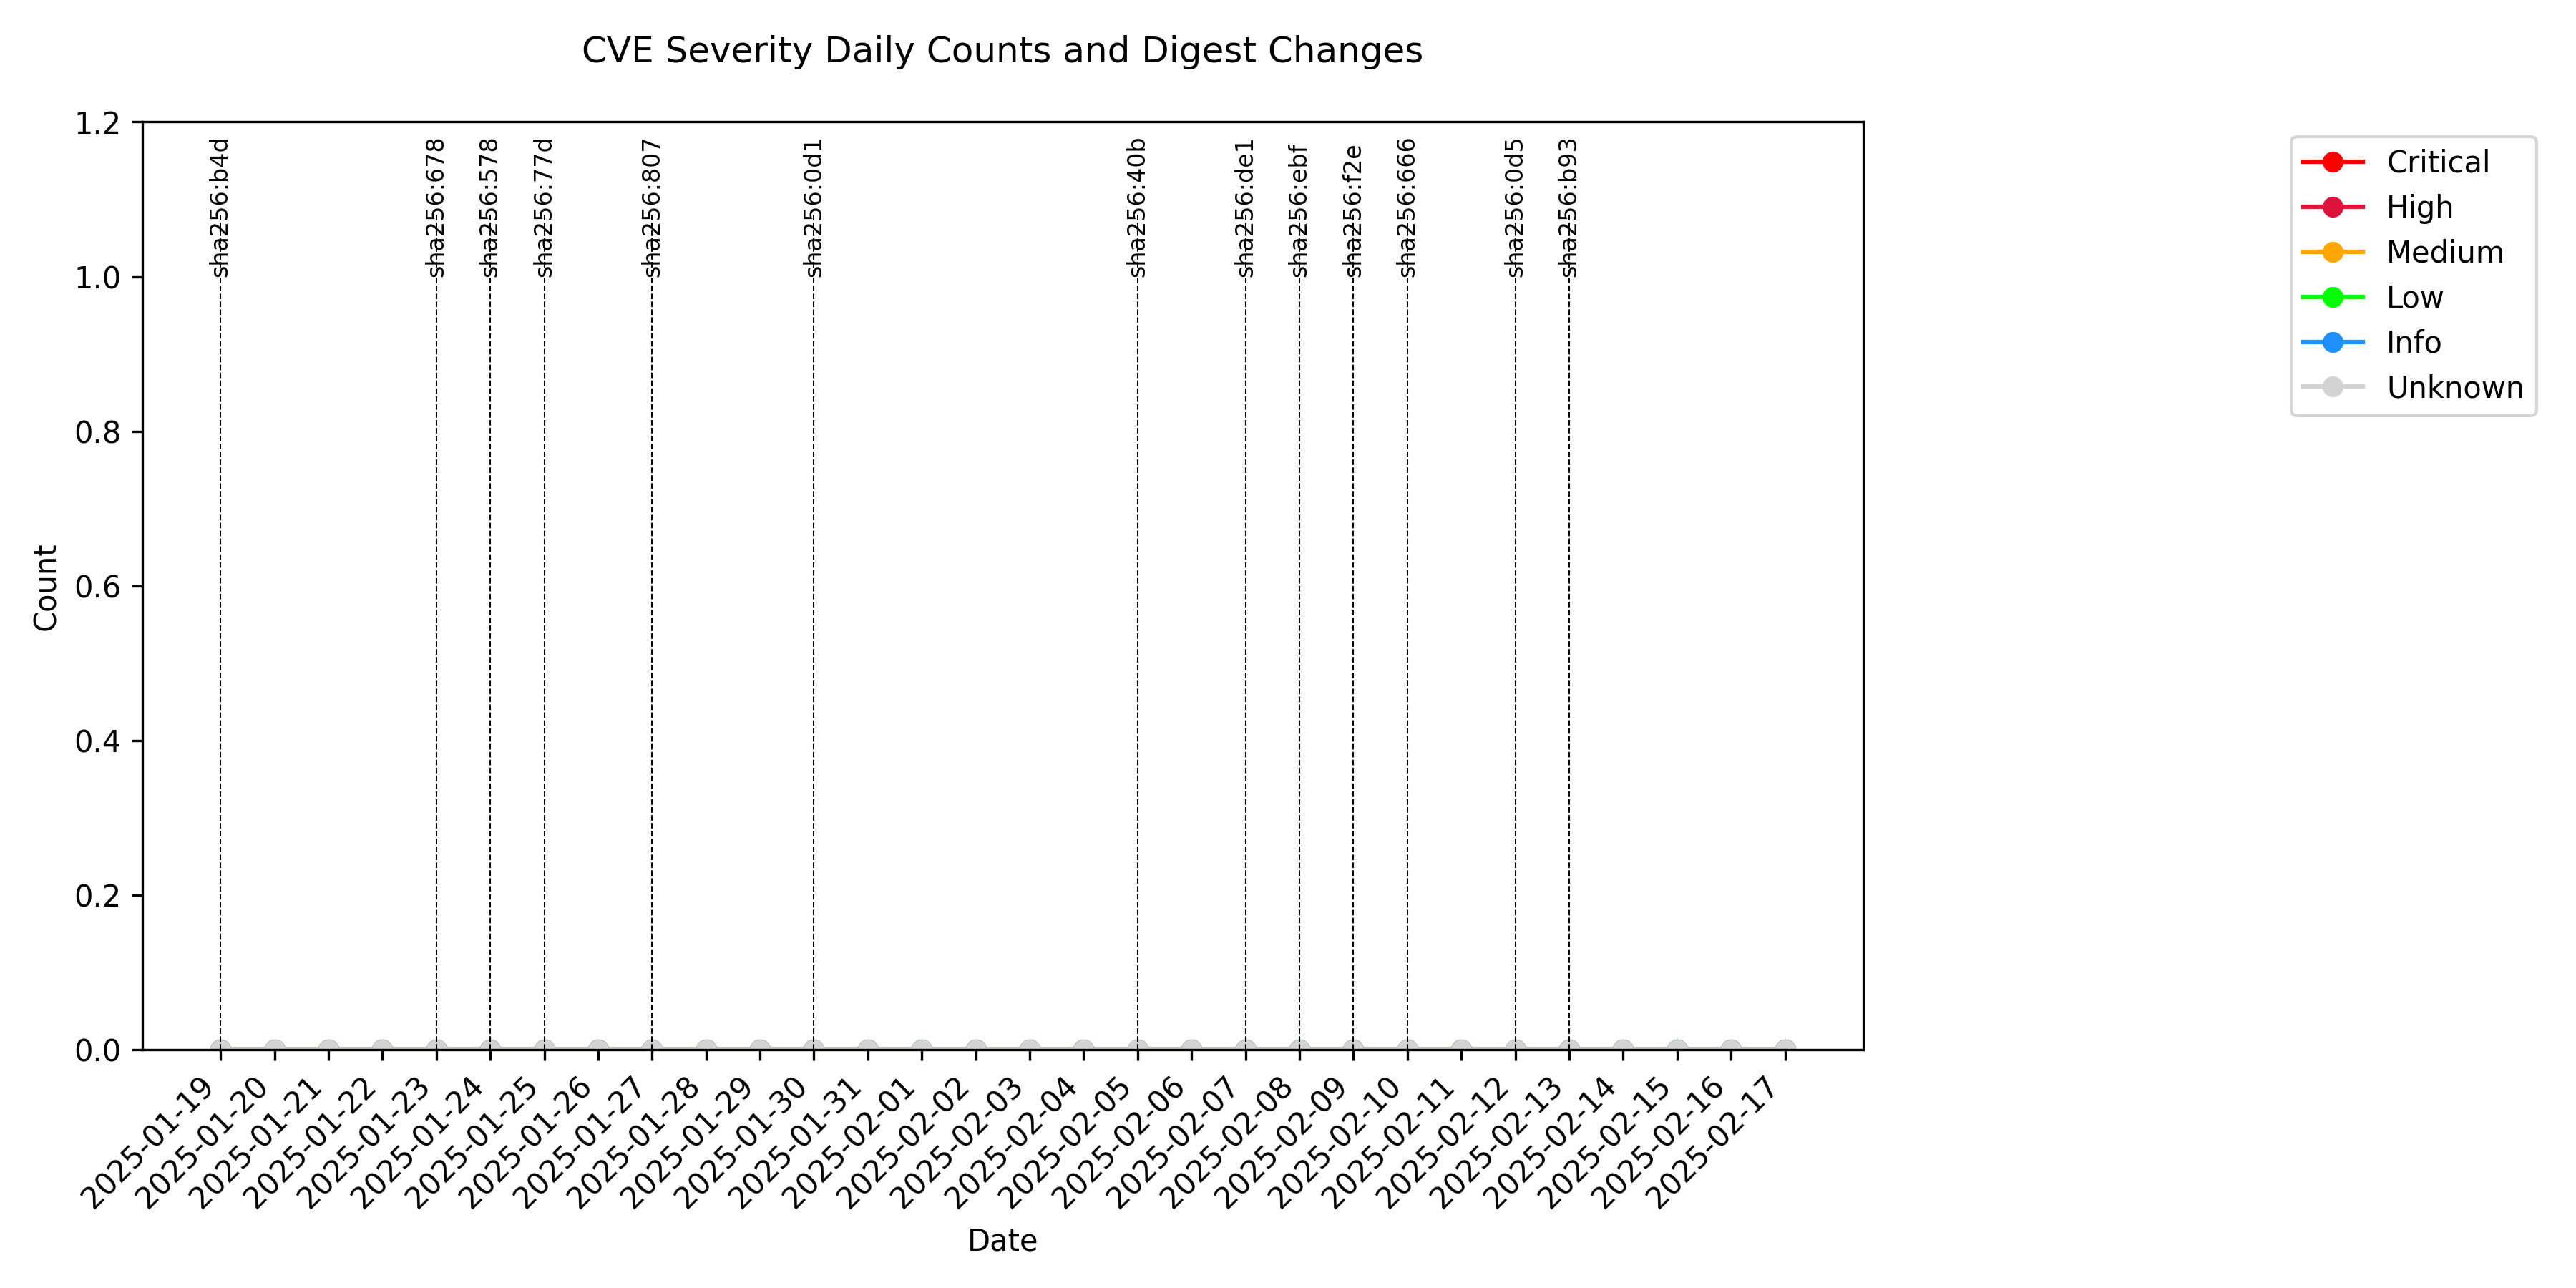 CVE Severity Daily Counts and Digest Changes
1.2
1.0
0.8
0.6
0.4
0.2
0.0
Count
sha256:b4d
sha256:678
sha256:578
sha256:77d
sha256:807
sha256:0d1
sha256:40b
sha256:de1
sha256:ebf
sha256:f2e
sha256:666
sha256:0d5
sha256:b93
2025-01-19
2025-01-20
2025-01-21
2025-01-22
2025-01-23
2025-01-24
2025-01-25
2025-01-26
2025-01-27
2025-01-28
2025-01-29
2025-01-30
2025-01-31
2025-02-01
2025-02-02
2025-02-03
2025-02-04
2025-02-05
2025-02-06
2025-02-07
2025-02-08
2025-02-09
2025-02-10
2025-02-11
2025-02-12
2025-02-13
2025-02-14
2025-02-15
2025-02-16
2025-02-17
Date
Critical
High
Medium
Low
Info
Unknown